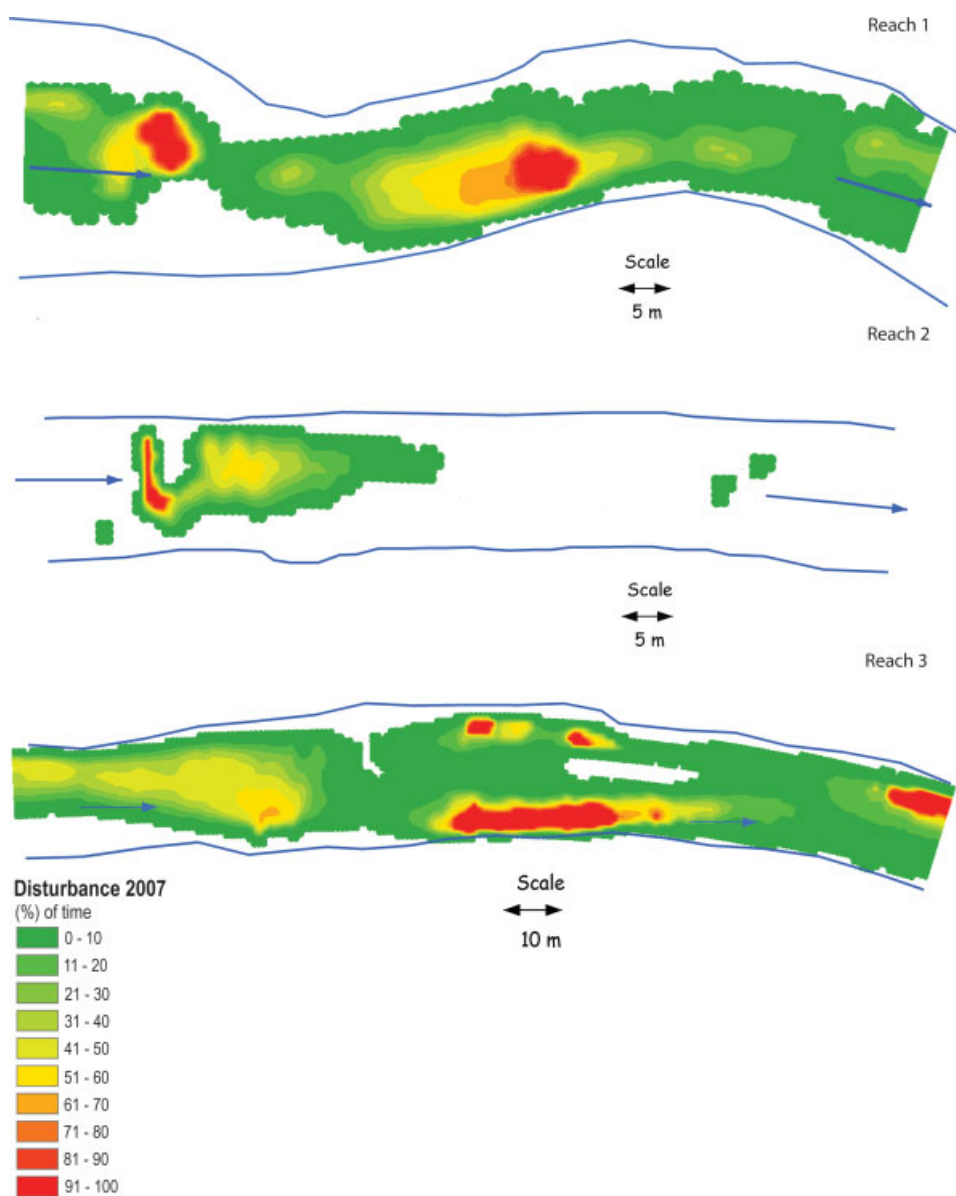 Reach 1
Scale
5 m
Reach 2
Scale
5 m
Reach 3
Scale
10 m
Disturbance 2007
(%) of time
0 - 10
11 - 20
21 - 30
31 - 40
41 - 50
51 - 60
61 - 70
71 - 80
81 - 90
91 - 100